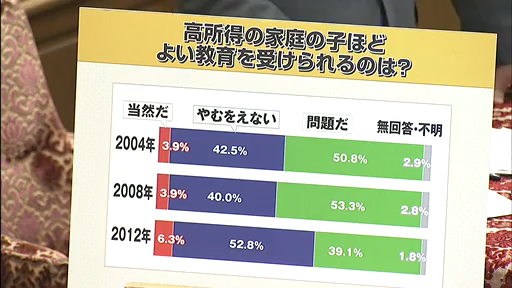 高所得の家庭の子ほど
よい教育を受けられるのは?
当然だ やむをえない 問題だ 無回答・不明
2004年 3.9% 42.5% 50.8% 2.9%
2008年 3.9% 40.0% 53.3% 2.8%
2012年 6.3% 52.8% 39.1% 1.8%